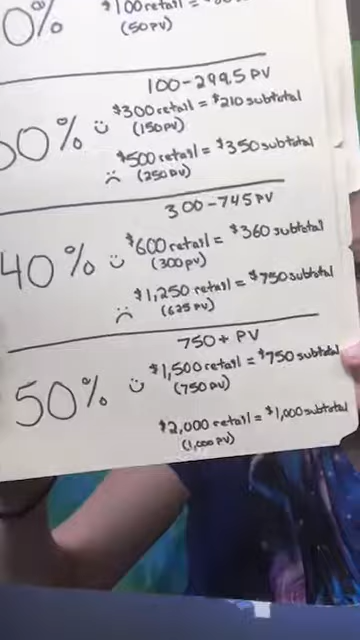 0%
$100 retail =
(50 PV)
100-299.5 PV
0%
$300 retail = $210 subtotal
(150 PV)
$500 retail = $350 subtotal
(250 PV)
300-745 PV
40%
$600 retail = $360 subtotal
(300 PV)
$1,250 retail = $750 subtotal
(625 PV)
750+ PV
50%
$1,500 retail = $750 subtotal
(750 PV)
$2,000 retail = $1,000 subtotal
(1,000 PV)